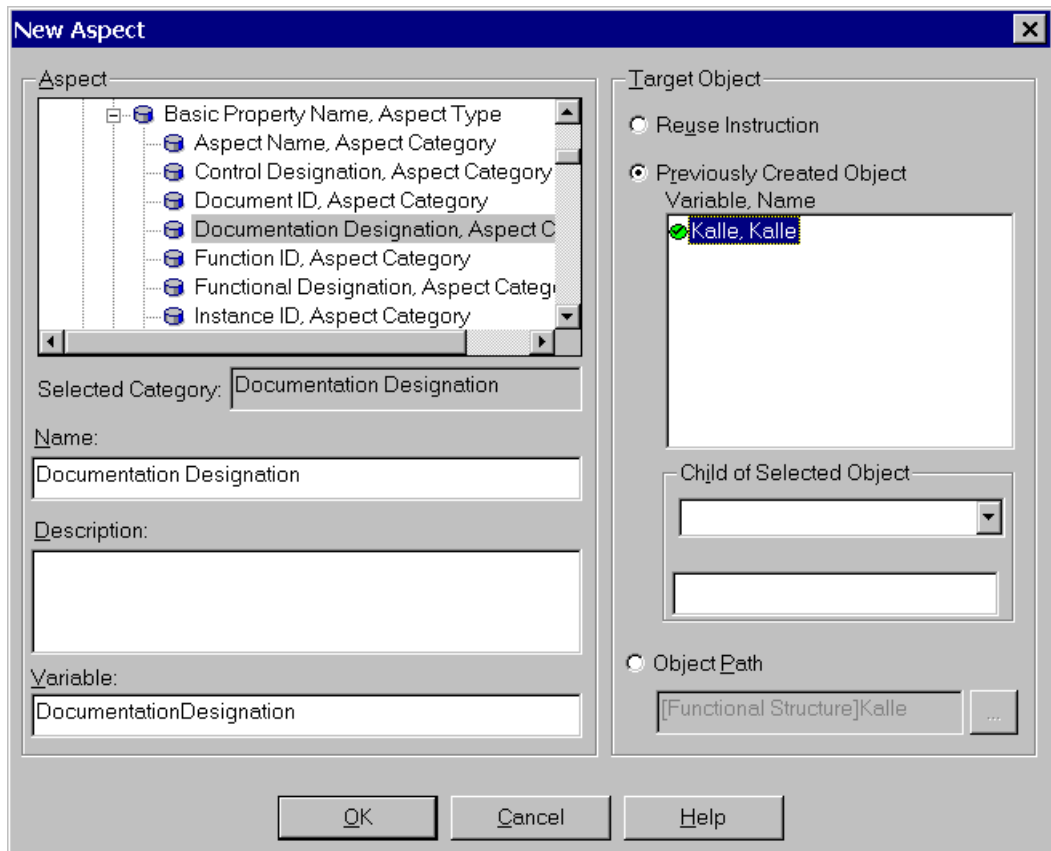 New Aspect
Aspect
Basic Property Name, Aspect Type
Aspect Name, Aspect Category
Control Designation, Aspect Category
Document ID, Aspect Category
Documentation Designation, Aspect C
Function ID, Aspect Category
Functional Designation, Aspect Categ
Instance ID, Aspect Category
Selected Category: Documentation Designation
Name:
Documentation Designation
Description:
Variable:
DocumentationDesignation
Target Object
Reuse Instruction
Previously Created Object
Variable, Name
Kalle, Kalle
Child of Selected Object
Object Path
[Functional Structure]Kalle
...
OK
Cancel
Help